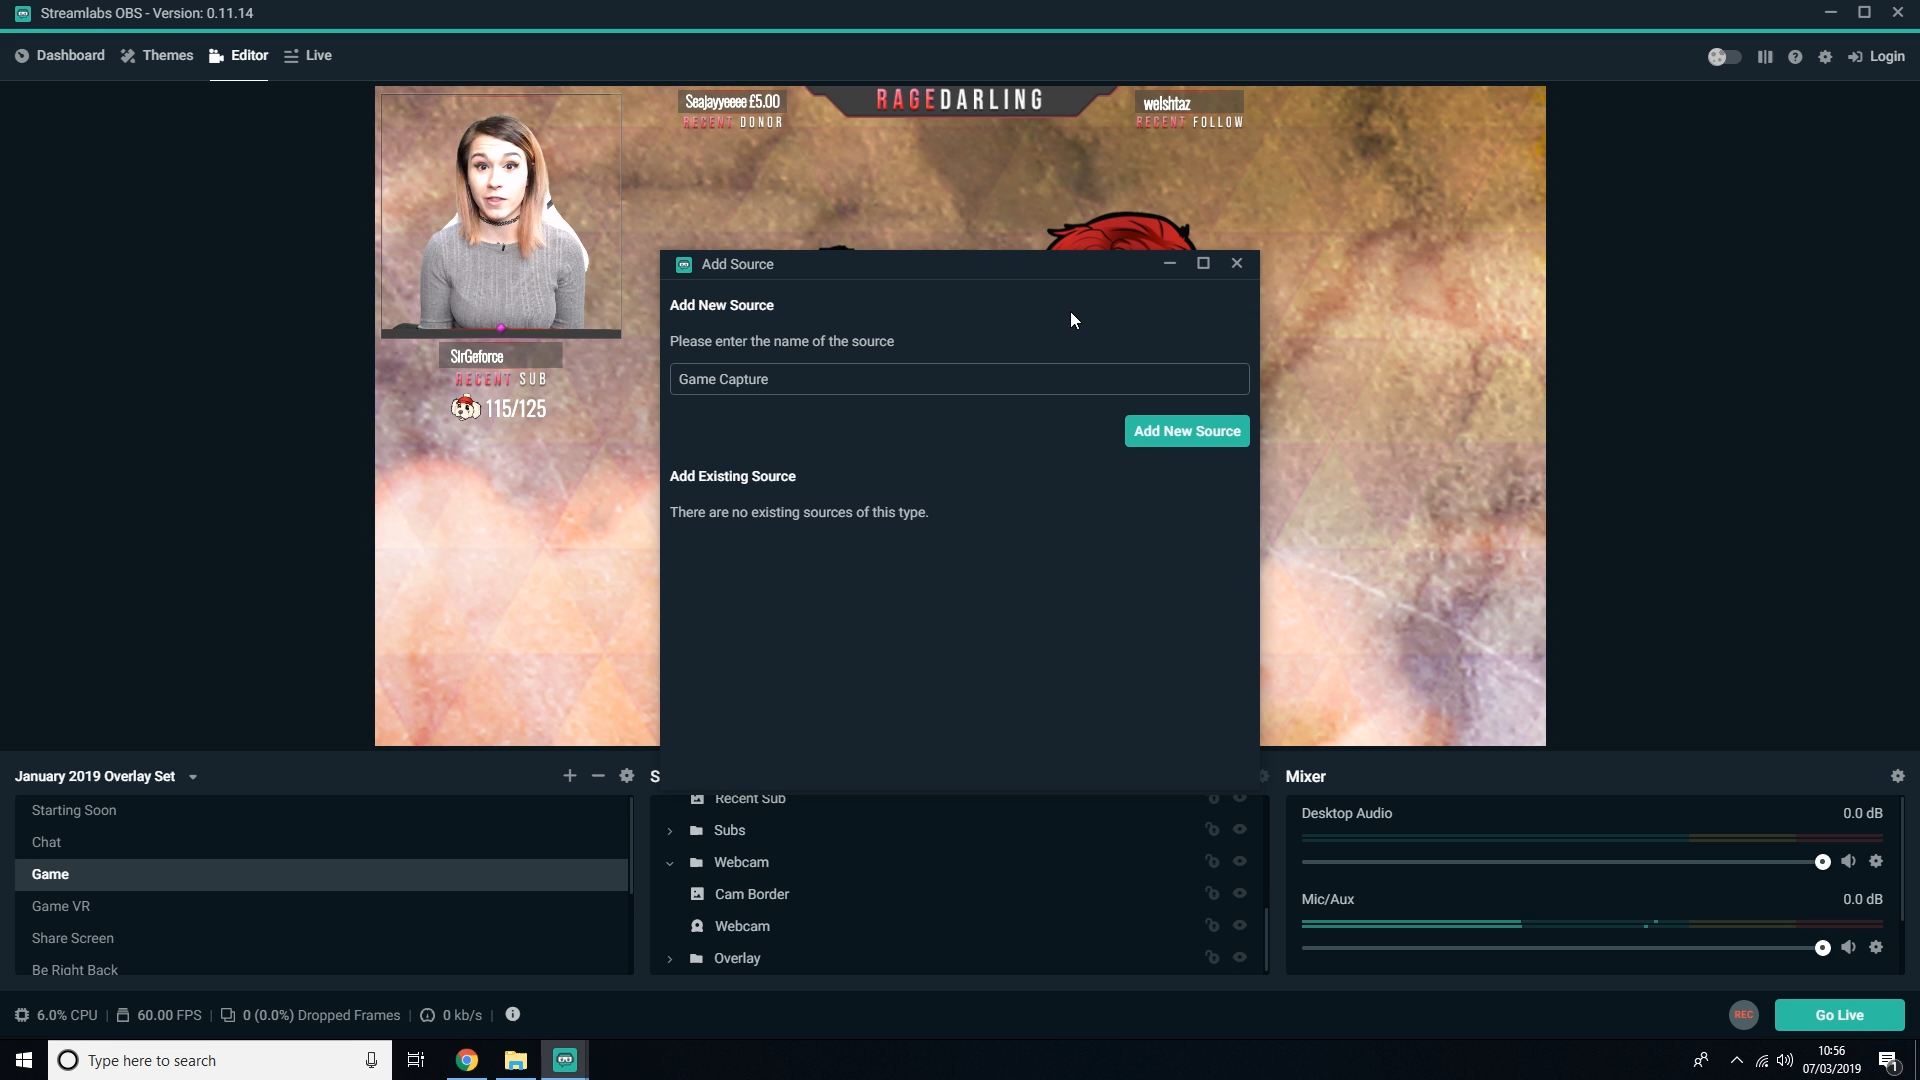 Streamlabs OBS - Version: 0.11.14
Dashboard
Themes
Editor
Live
Login
Seajayyeeee £5.00
RECENT DONOR
RAGEDARLING
welshtaz
RECENT FOLLOW
SirGeforce
RECENT SUB
115/125
Add Source
Add New Source
Please enter the name of the source
Game Capture
Add New Source
Add Existing Source
There are no existing sources of this type.
January 2019 Overlay Set
Starting Soon
Chat
Game
Game VR
Share Screen
Be Right Back
S
Recent Sub
Subs
Webcam
Cam Border
Webcam
Overlay
Mixer
Desktop Audio 0.0 dB
Mic/Aux 0.0 dB
6.0% CPU | 60.00 FPS | 0 (0.0%) Dropped Frames | 0 kb/s |
REC
Go Live
Type here to search
10:56
07/03/2019
1